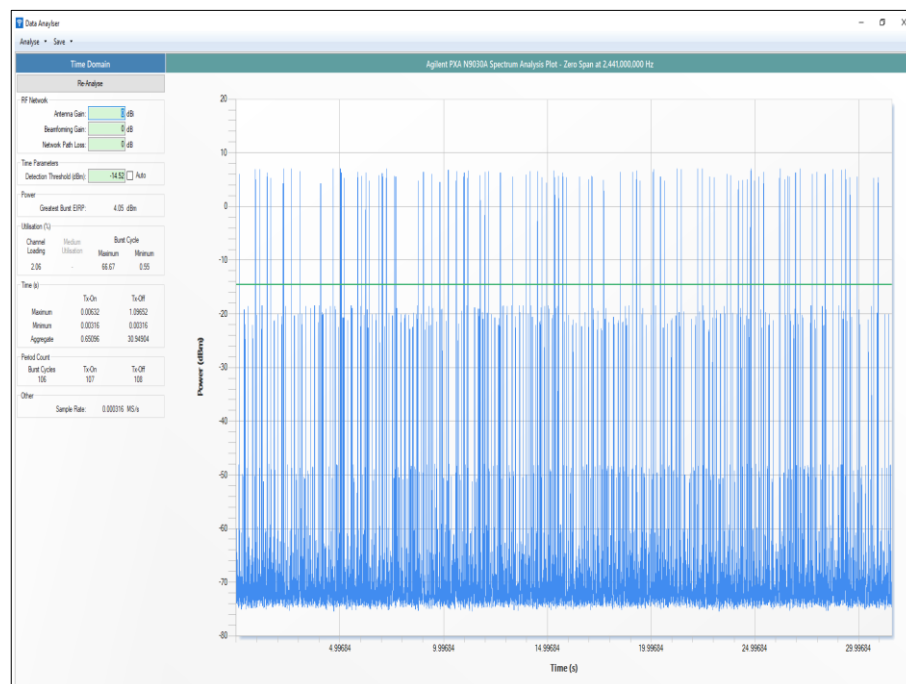 Data Anaylser
Analyse Save
Time Domain
Agilent PXA N9030A Spectrum Analysis Plot - Zero Span at 2,441,000,000 Hz
Re-Analyse
RF Network
Antenna Gain: dBi
Beamforming Gain: 0 dB
Network Path Loss: 0 dB
Time Parameters
Detection Threshold (dBm): -14.52 Auto
Power
Greatest Burst EIRP: 4.05 dBm
Utilisation (%)
Channel Loading Medium Utilisation Burst Cycle
Maximum Minimum
2.06 - 66.67 0.55
Time (s)
Tx-On Tx-Off
Maximum 0.00632 1.09652
Minimum 0.00316 0.00316
Aggregate 0.65096 30.94904
Period Count
Burst Cycles Tx-On Tx-Off
106 107 108
Other
Sample Rate: 0.000316 MS/s
20
10
0
-10
-20
-30
-40
-50
-60
-70
-80
Power (dBm)
4.99684 9.99684 14.99684 19.99684 24.99684 29.99684
Time (s)